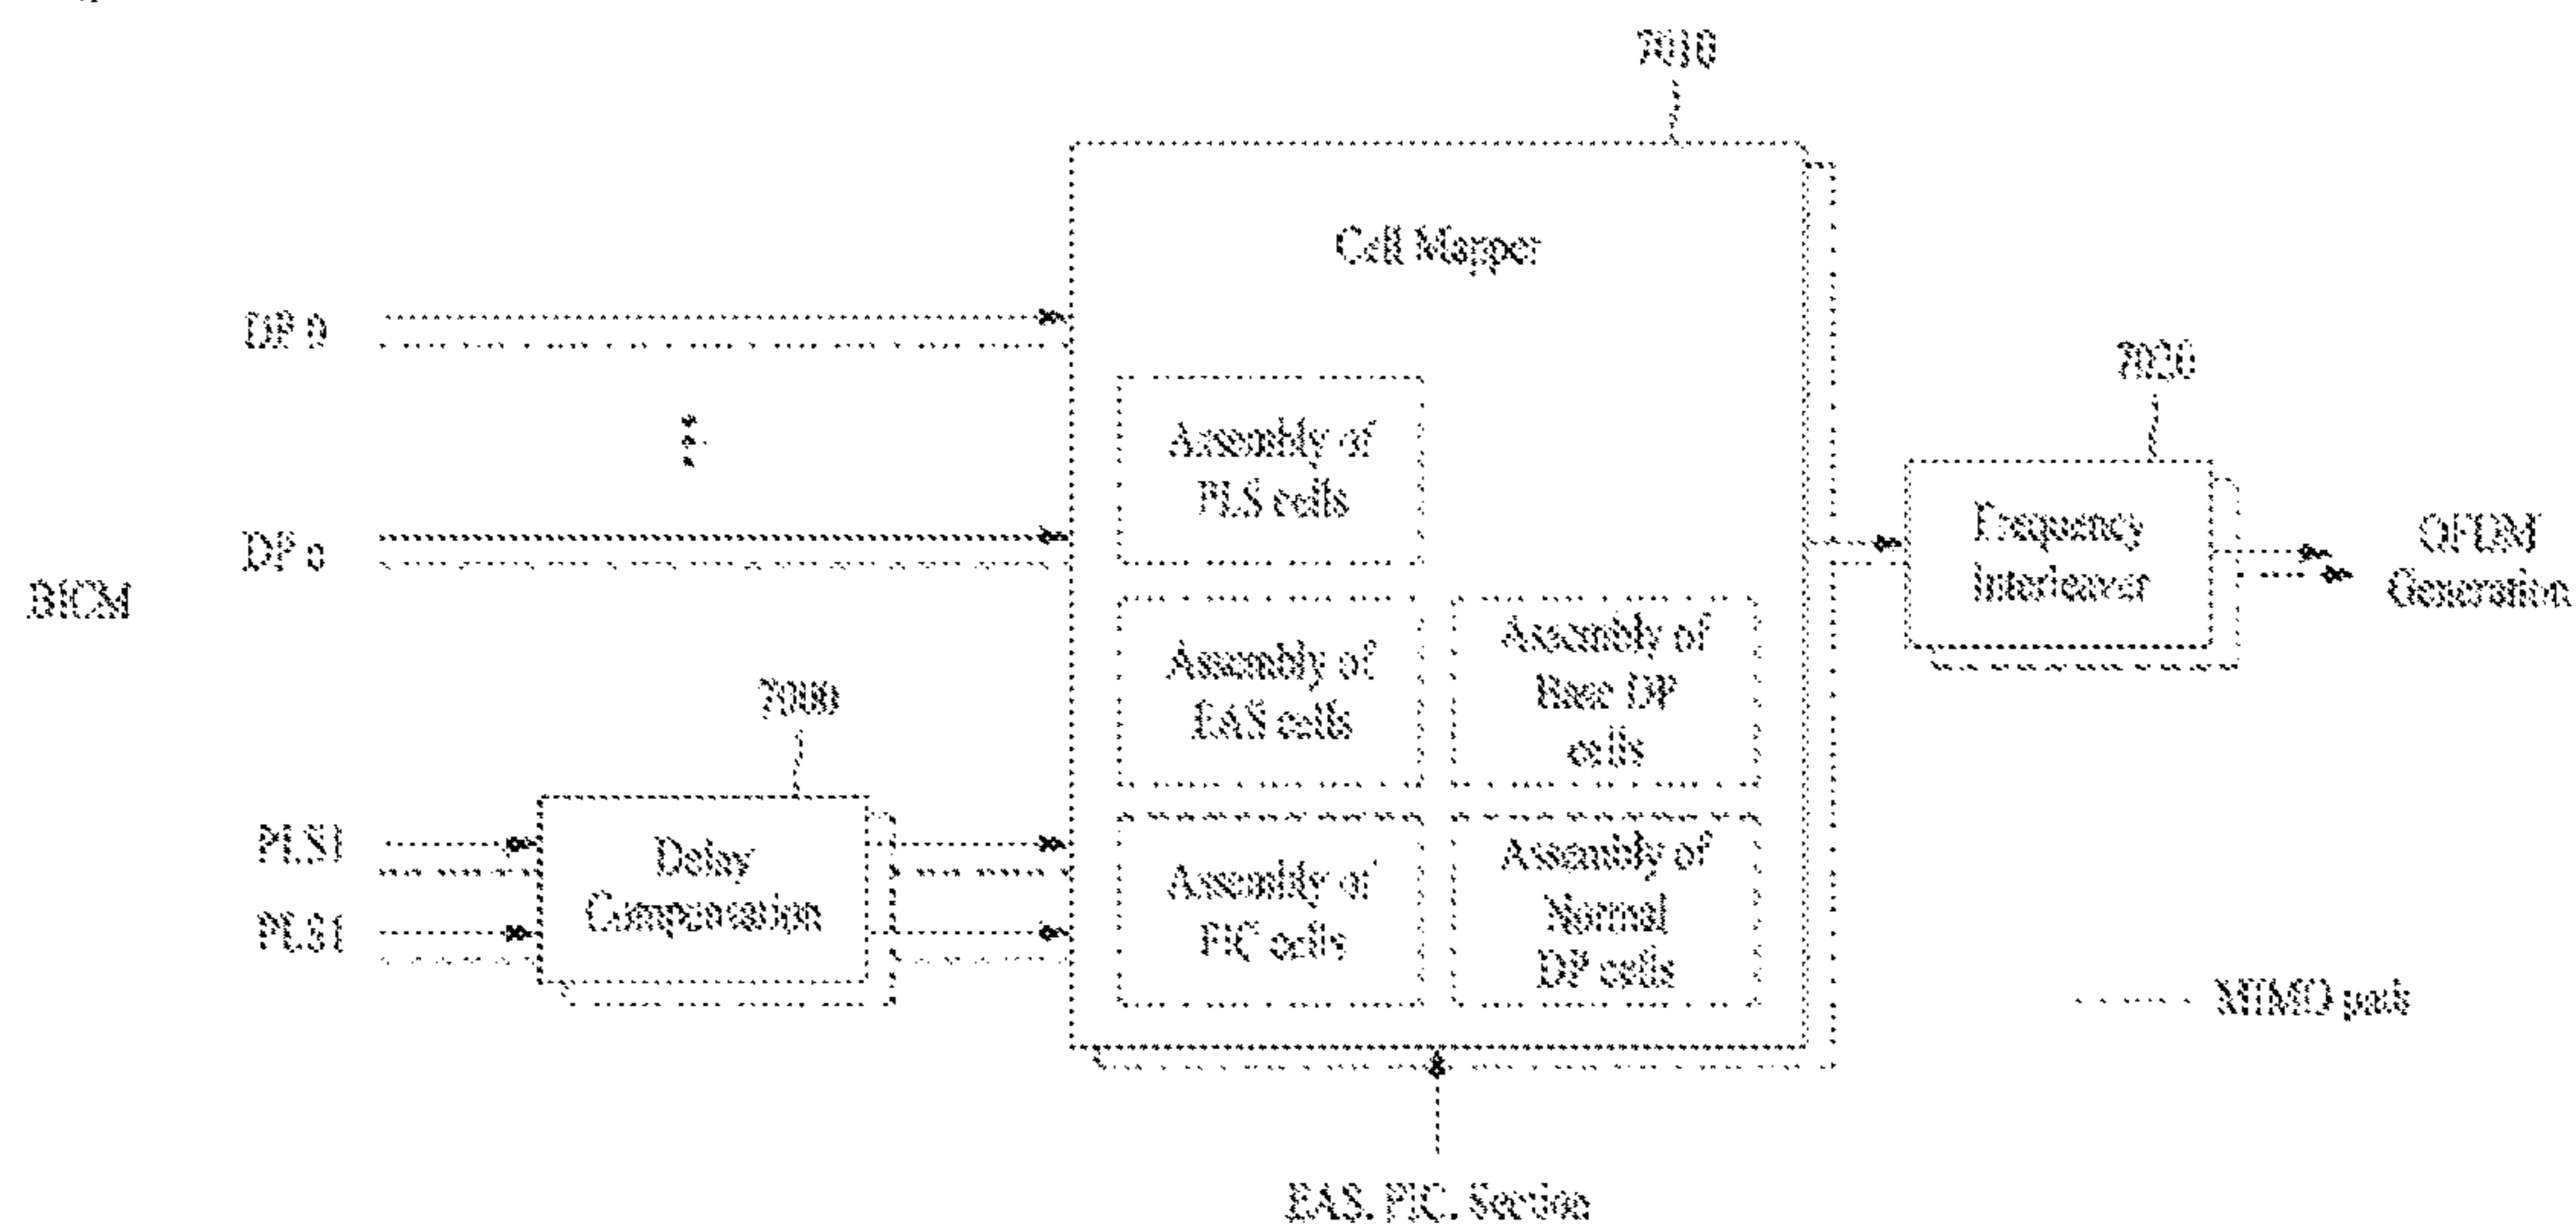 7010
Cell Mapper
DP 0
7020
Assembly of
PLS cells
Frequency
Interleaver
OFDM
Generation
DP n
BICM
Assembly of
EAS cells
Assembly of
Base DP
cells
7000
PLS1
Delay
Compensation
PLS1
Assembly of
FIC cells
Assembly of
Normal
DP cells
MIMO path
EAS. FIC. Section